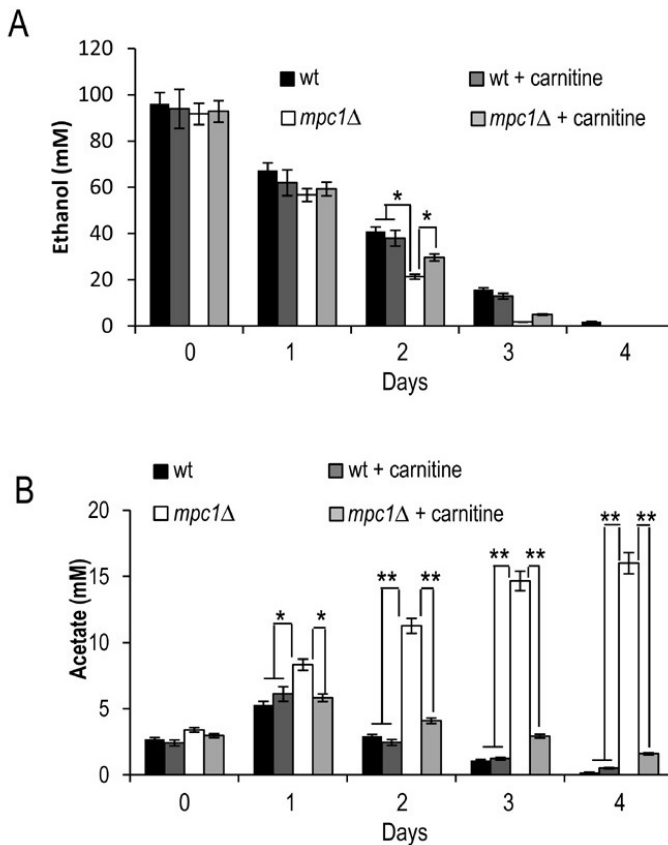 A
wt
wt + carnitine
mpc1Δ
mpc1Δ + carnitine
Ethanol (mM)
120
100
80
60
40
20
0
*
*
0 1 2 3 4
Days
B
wt
wt + carnitine
mpc1Δ
mpc1Δ + carnitine
Acetate (mM)
20
15
10
5
0
*
*
**
**
**
**
**
**
0 1 2 3 4
Days